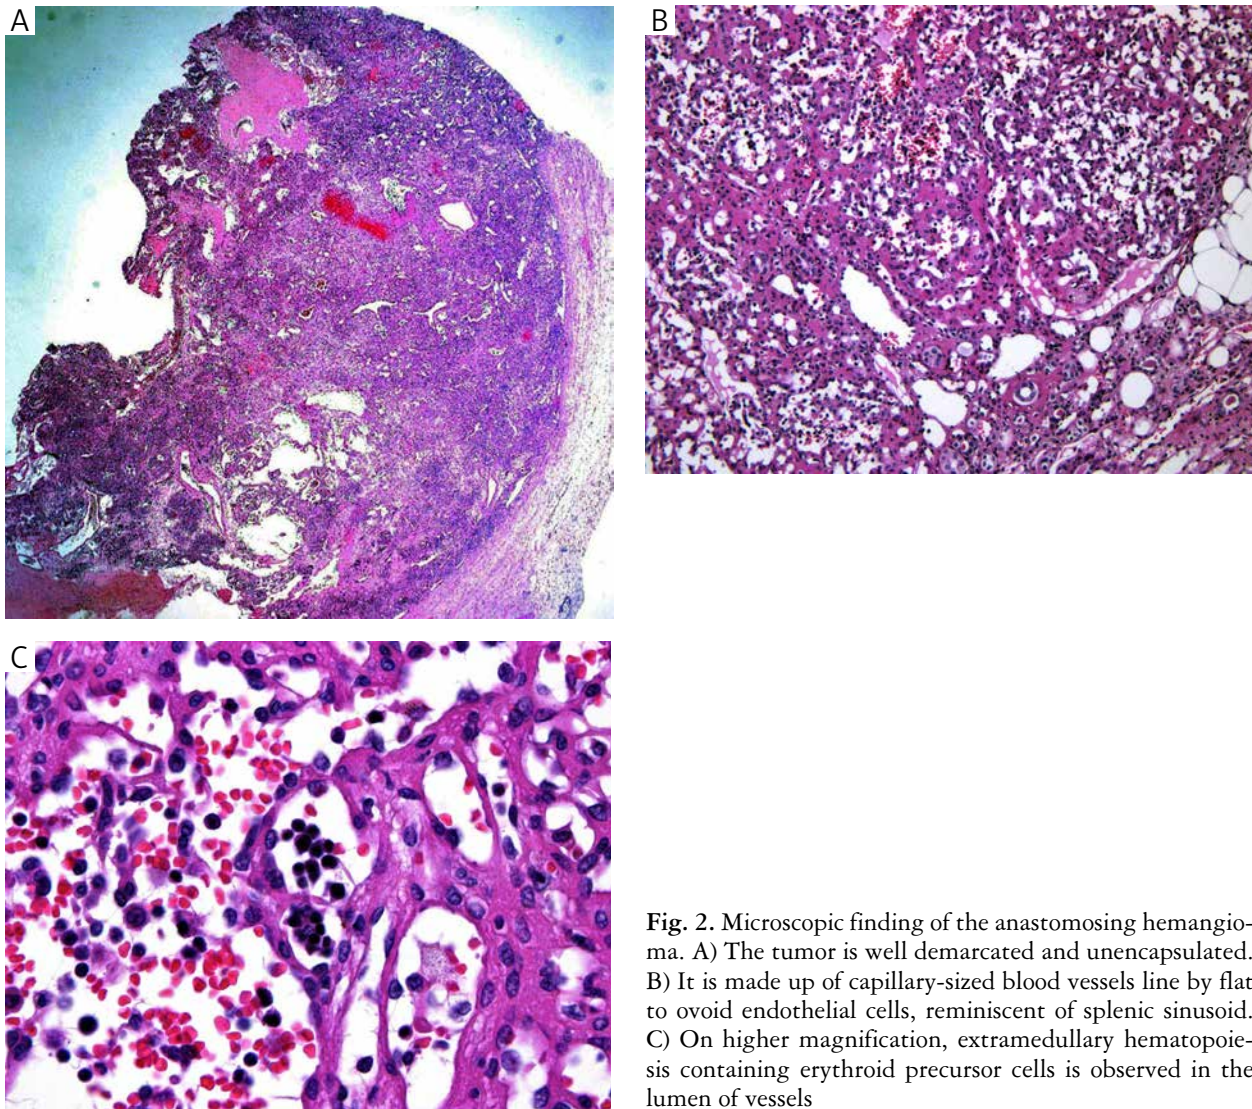 A
B
C
Fig. 2. Microscopic finding of the anastomosing hemangio-
ma. A) The tumor is well demarcated and unencapsulated.
B) It is made up of capillary-sized blood vessels line by flat
to ovoid endothelial cells, reminiscent of splenic sinusoid.
C) On higher magnification, extramedullary hematopoie-
sis containing erythroid precursor cells is observed in the
lumen of vessels